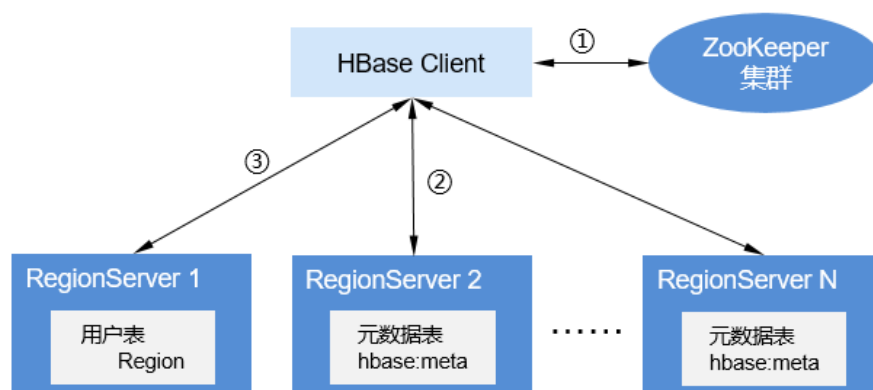 HBase Client
①
ZooKeeper
集群
③
②
RegionServer 1
用户表
Region
RegionServer 2
元数据表
hbase:meta
……
RegionServer N
元数据表
hbase:meta